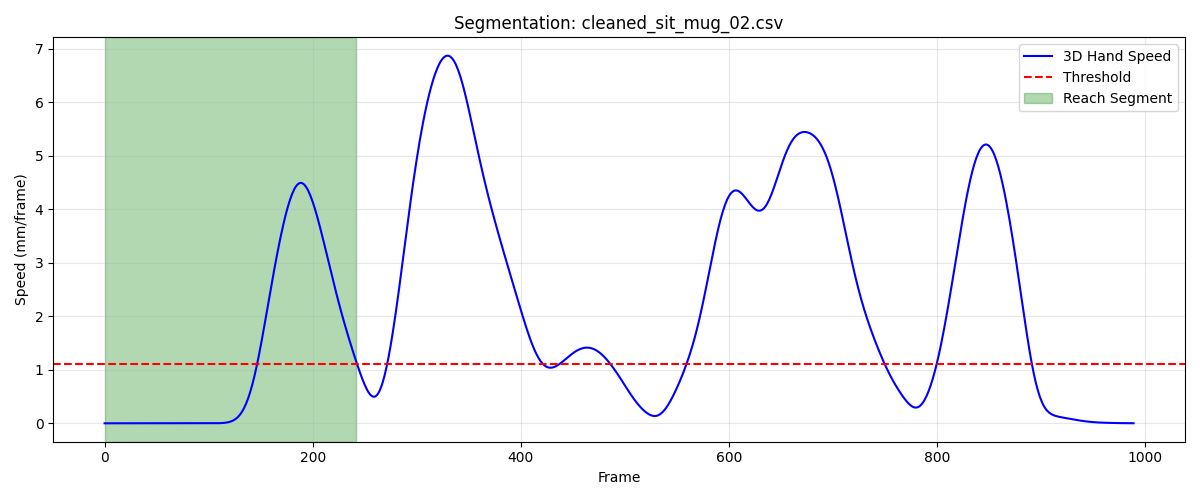 Segmentation: cleaned_sit_mug_02.csv
3D Hand Speed
Threshold
Reach Segment
Speed (mm/frame)
7
6
5
4
3
2
1
0
0 200 400 600 800 1000
Frame